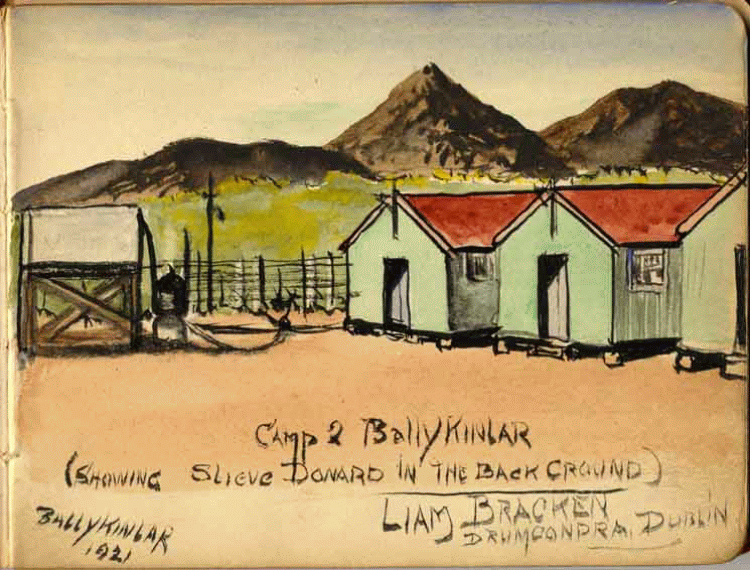 Camp 2 BallyKINLAR
(SHOWING SLIEVE DONARD IN THE BACK GROUND)
BALLYKINLAR
1921
LIAM BRACKEN
DRUMCONDRA, DUBLIN